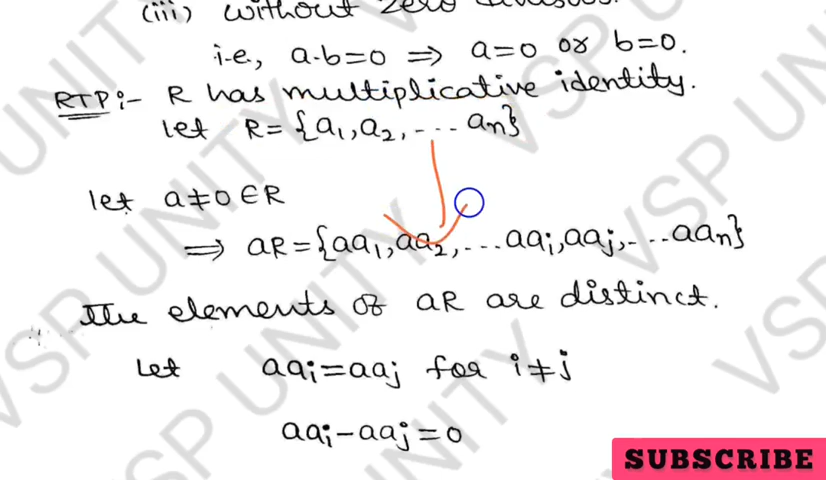 (iii) without zero divisors.
i.e., a.b=0 ⟹ a=0 or b=0.
RTP:- R has multiplicative identity.
let R={a₁,a₂,---- aₙ}
let a≠0∈R
⟹ aR={aa₁,aa₂,...aaᵢ,aaⱼ,-...aaₙ}
The elements of aR are distinct.
Let aaᵢ=aaⱼ for i≠j
aaᵢ-aaⱼ=0
SUBSCRIBE
VSP UNITY